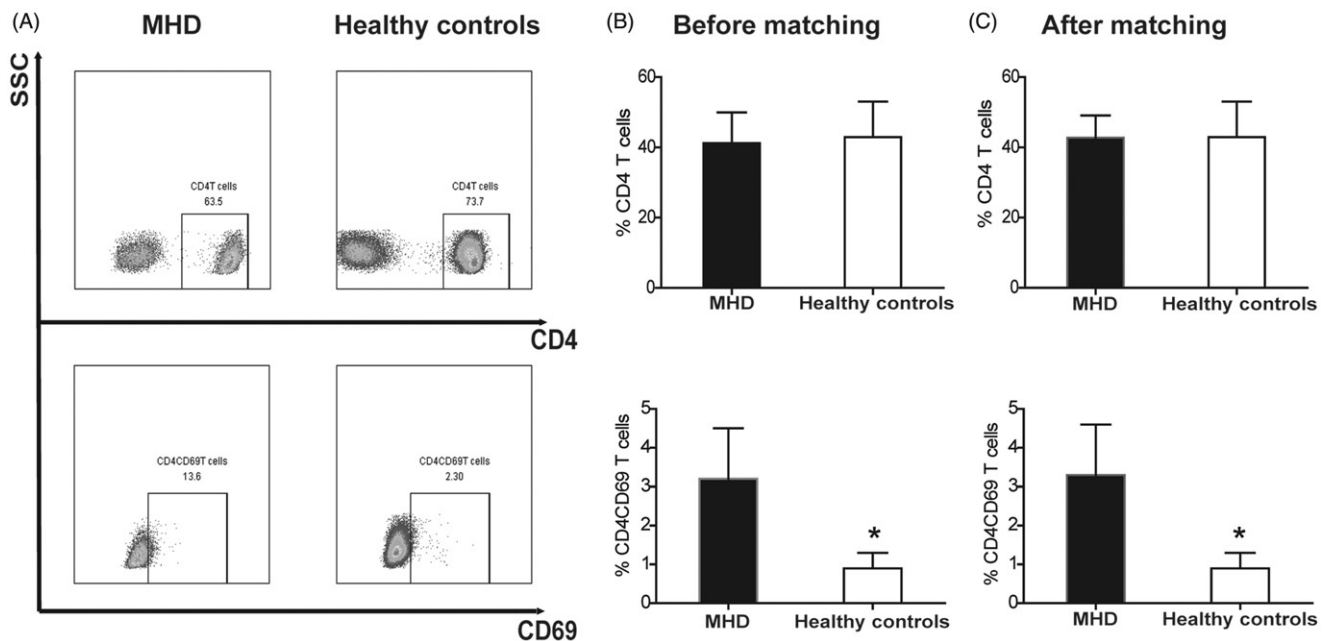 (A)
MHD
Healthy controls
SSC
CD4T cells
63.5
CD4T cells
73.7
CD4
CD4CD69T cells
13.6
CD4CD69T cells
2.30
CD69
(B)
Before matching
% CD4 T cells
60
40
20
0
MHD
Healthy controls
% CD4CD69 T cells
5
4
3
2
1
0
*
MHD
Healthy controls
(C)
After matching
% CD4 T cells
60
40
20
0
MHD
Healthy controls
% CD4CD69 T cells
5
4
3
2
1
0
*
MHD
Healthy controls